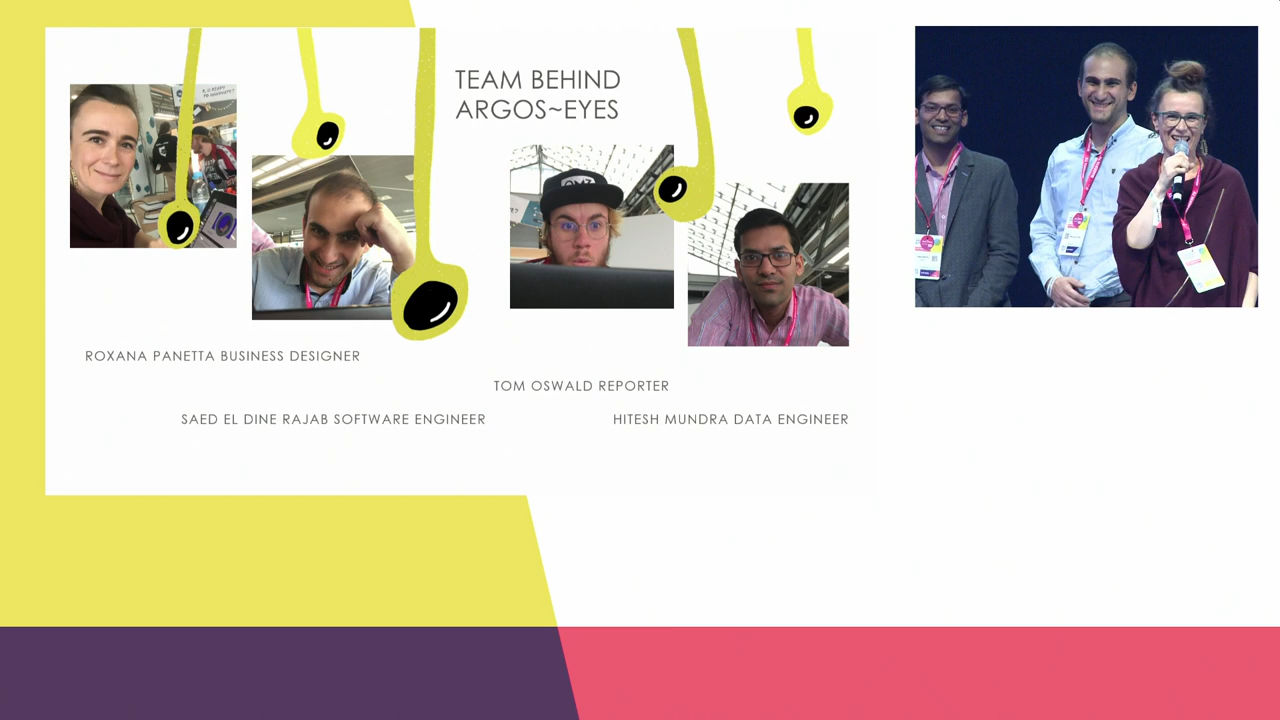 TEAM BEHIND
ARGOS~EYES
ROXANA PANETTA BUSINESS DESIGNER
TOM OSWALD REPORTER
SAED EL DINE RAJAB SOFTWARE ENGINEER
HITESH MUNDRA DATA ENGINEER